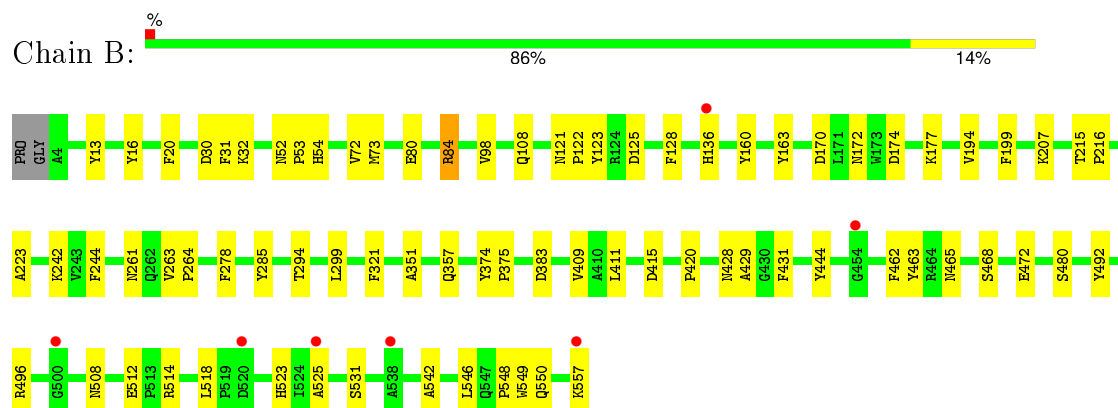 %
Chain B:
86% 14%
PRO GLY A4 Y13 Y16 F20 D30 F31 K32 N52 P53 H54 V72 M73 E80 R84 V98 Q108 N121 P122 Y123 R124 D125 F128 H136 Y160 Y163 D170 L171 N172 W173 D174 K177 V194 F199 K207 T215 P216
A223 K242 V243 F244 N261 Q262 V263 P264 F278 Y285 T294 L299 F321 A351 Q357 Y374 P375 D383 V409 A410 L411 D415 P420 N428 A429 G430 F431 Y444 G454 F462 Y463 R464 N465 S468 E472 S480 Y492
R496 G500 N508 E512 P513 R514 L518 P519 D520 H523 I524 A525 S531 A538 A542 L546 Q547 P548 W549 Q550 K557